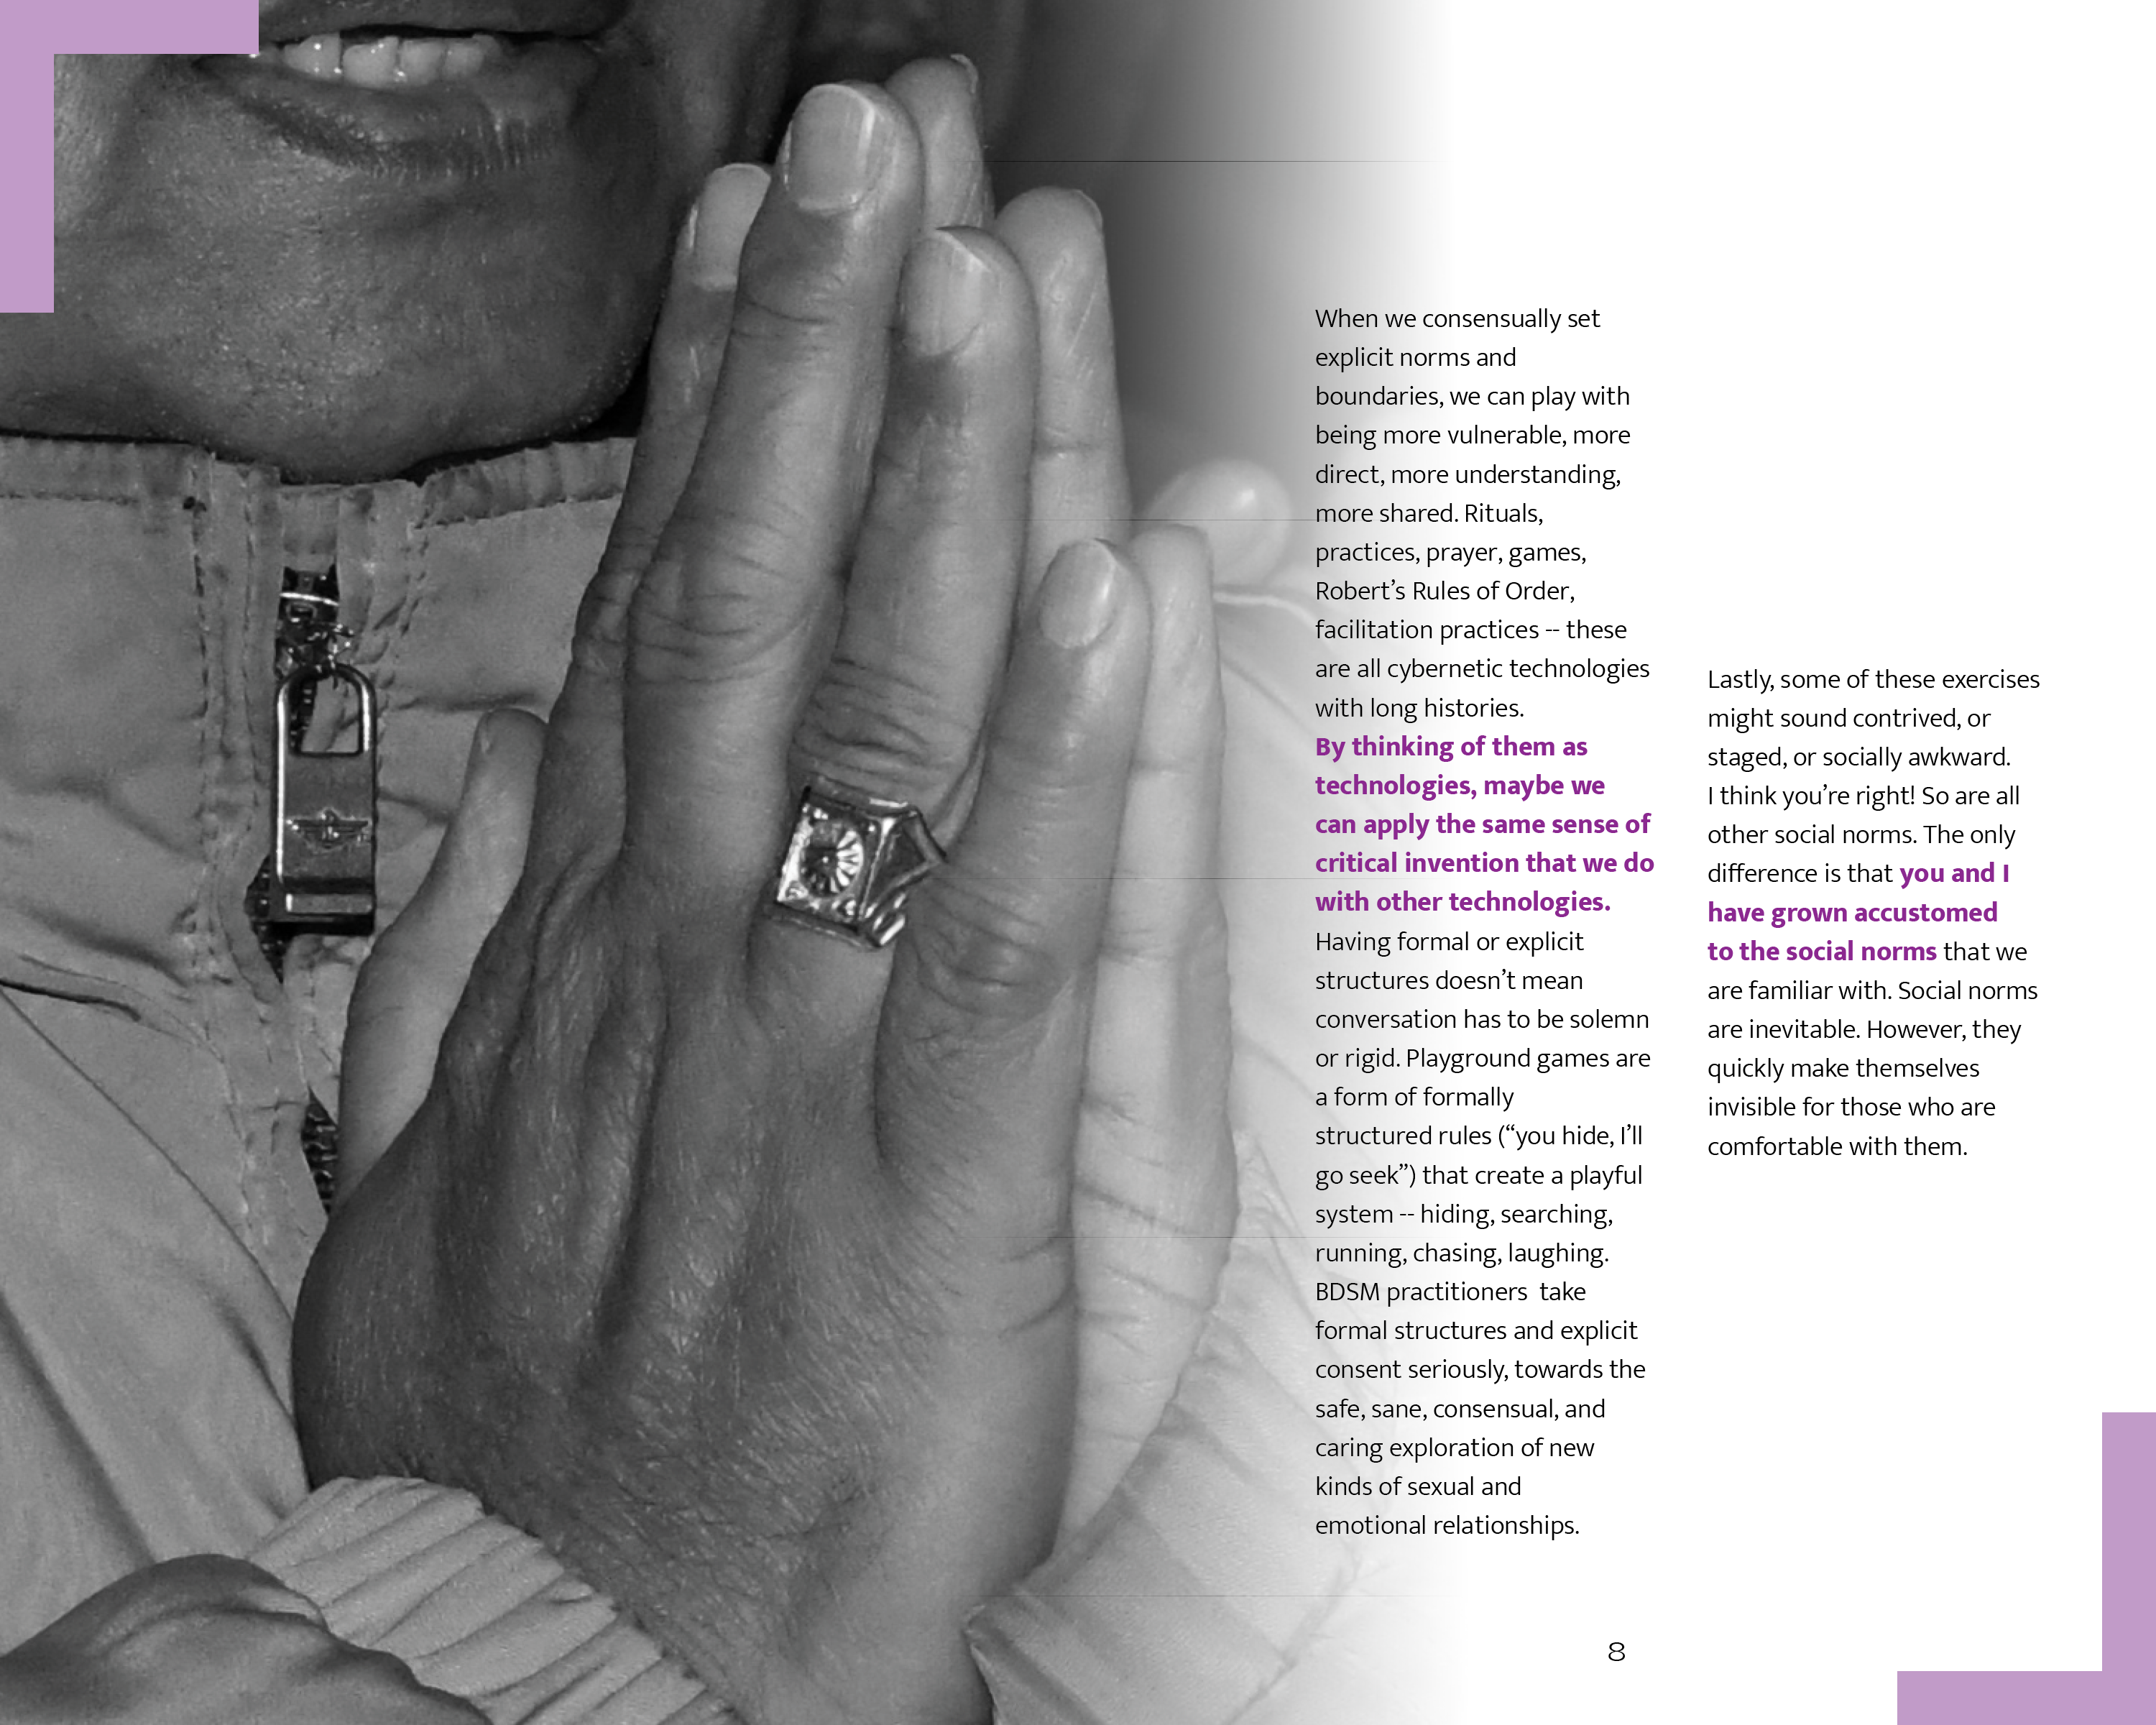 When we consensually set
explicit norms and
boundaries, we can play with
being more vulnerable, more
direct, more understanding,
more shared. Rituals,
practices, prayer, games,
Robert’s Rules of Order,
facilitation practices -- these
are all cybernetic technologies
with long histories.
By thinking of them as
technologies, maybe we
can apply the same sense of
critical invention that we do
with other technologies.
Having formal or explicit
structures doesn’t mean
conversation has to be solemn
or rigid. Playground games are
a form of formally
structured rules (“you hide, I’ll
go seek”) that create a playful
system -- hiding, searching,
running, chasing, laughing.
BDSM practitioners  take
formal structures and explicit
consent seriously, towards the
safe, sane, consensual, and
caring exploration of new
kinds of sexual and
emotional relationships.
Lastly, some of these exercises
might sound contrived, or
staged, or socially awkward.
I think you’re right! So are all
other social norms. The only
difference is that you and I
have grown accustomed
to the social norms that we
are familiar with. Social norms
are inevitable. However, they
quickly make themselves
invisible for those who are
comfortable with them.
8